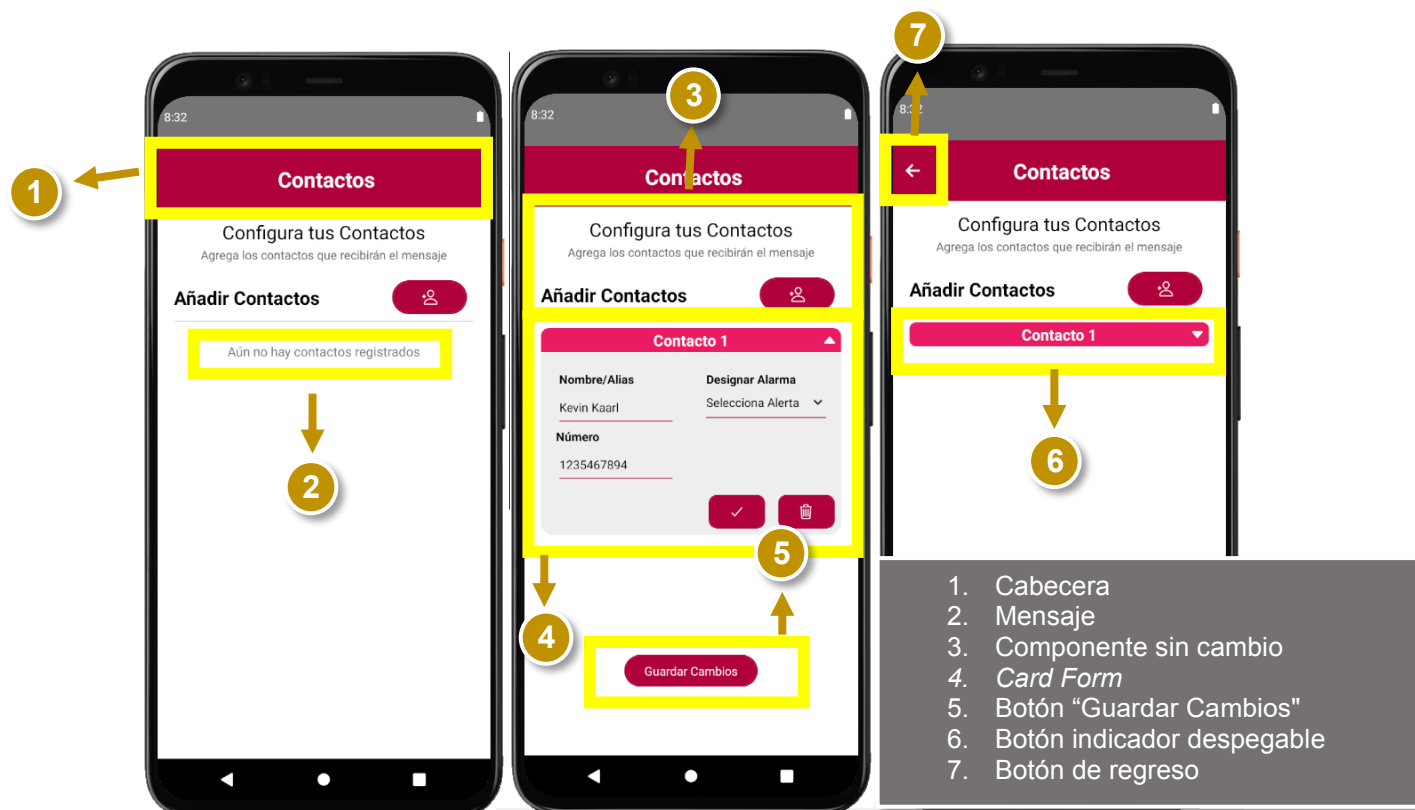 7
8:32
Contactos
1
Configura tus Contactos
Agrega los contactos que recibirán el mensaje
Añadir Contactos
Aún no hay contactos registrados
2
3
8:32
Contactos
Configura tus Contactos
Agrega los contactos que recibirán el mensaje
Añadir Contactos
Contacto 1
Nombre/Alias
Designar Alarma
Kevin Kaarl
Selecciona Alerta
Número
1235467894
5
4
Guardar Cambios
8:32
Contactos
Configura tus Contactos
Agrega los contactos que recibirán el mensaje
Añadir Contactos
Contacto 1
6
1. Cabecera
2. Mensaje
3. Componente sin cambio
4. Card Form
5. Botón “Guardar Cambios"
6. Botón indicador despegable
7. Botón de regreso